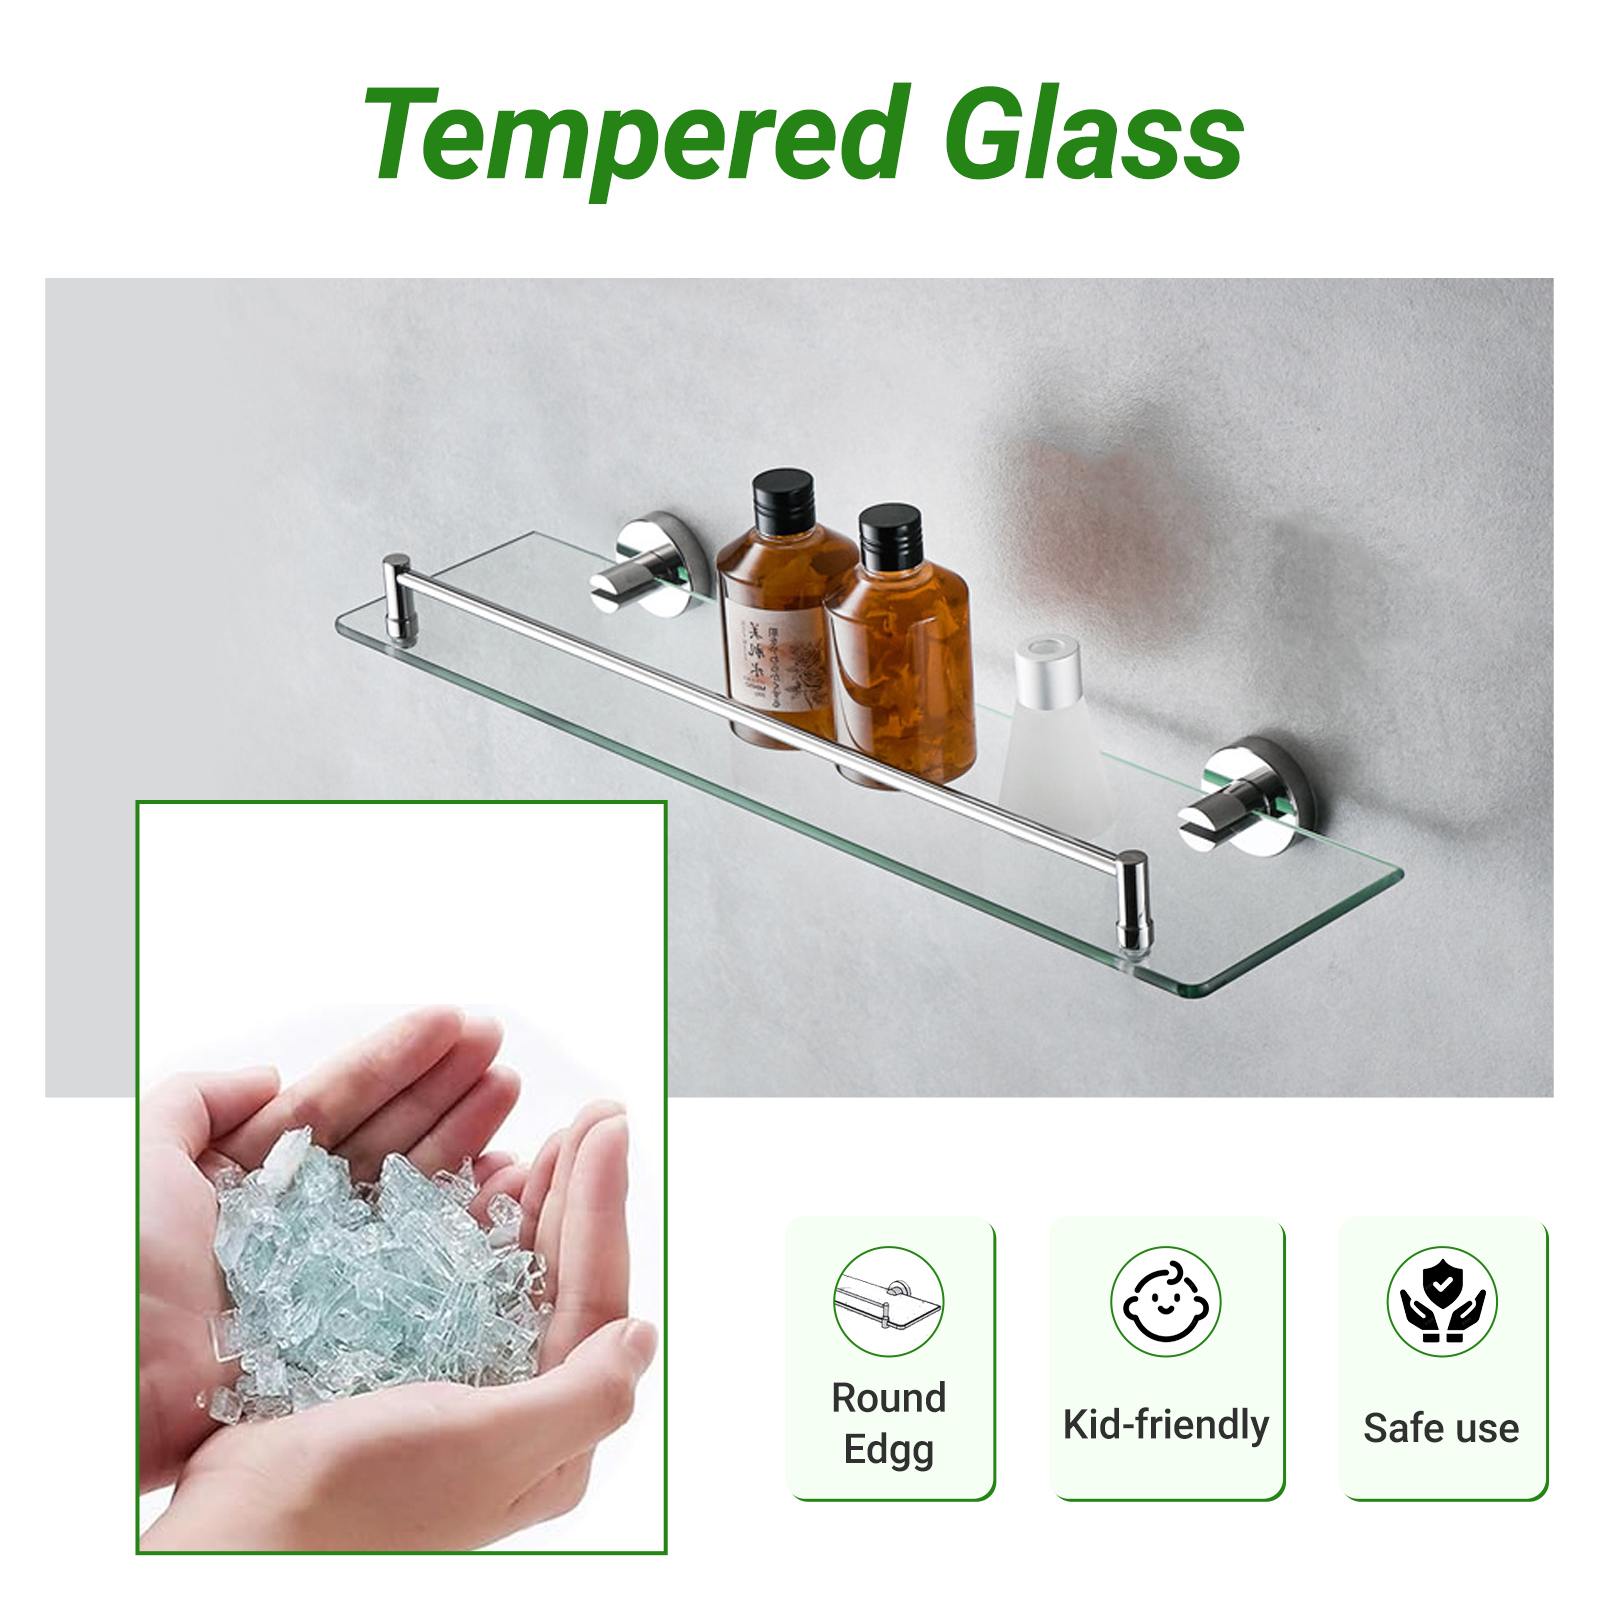 Tempered Glass
Round
Edgg
Kid-friendly
Safe use